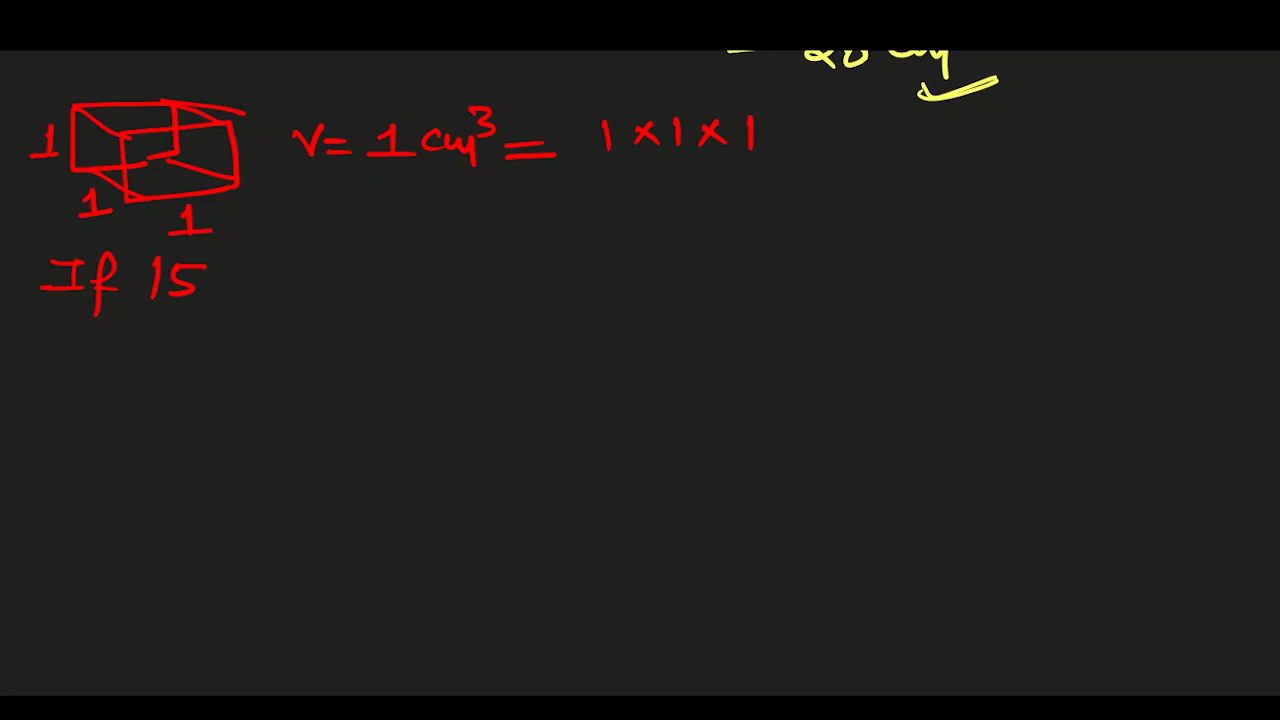 1 V = 1 cm³ = 1 × 1 × 1
1
1
If 15